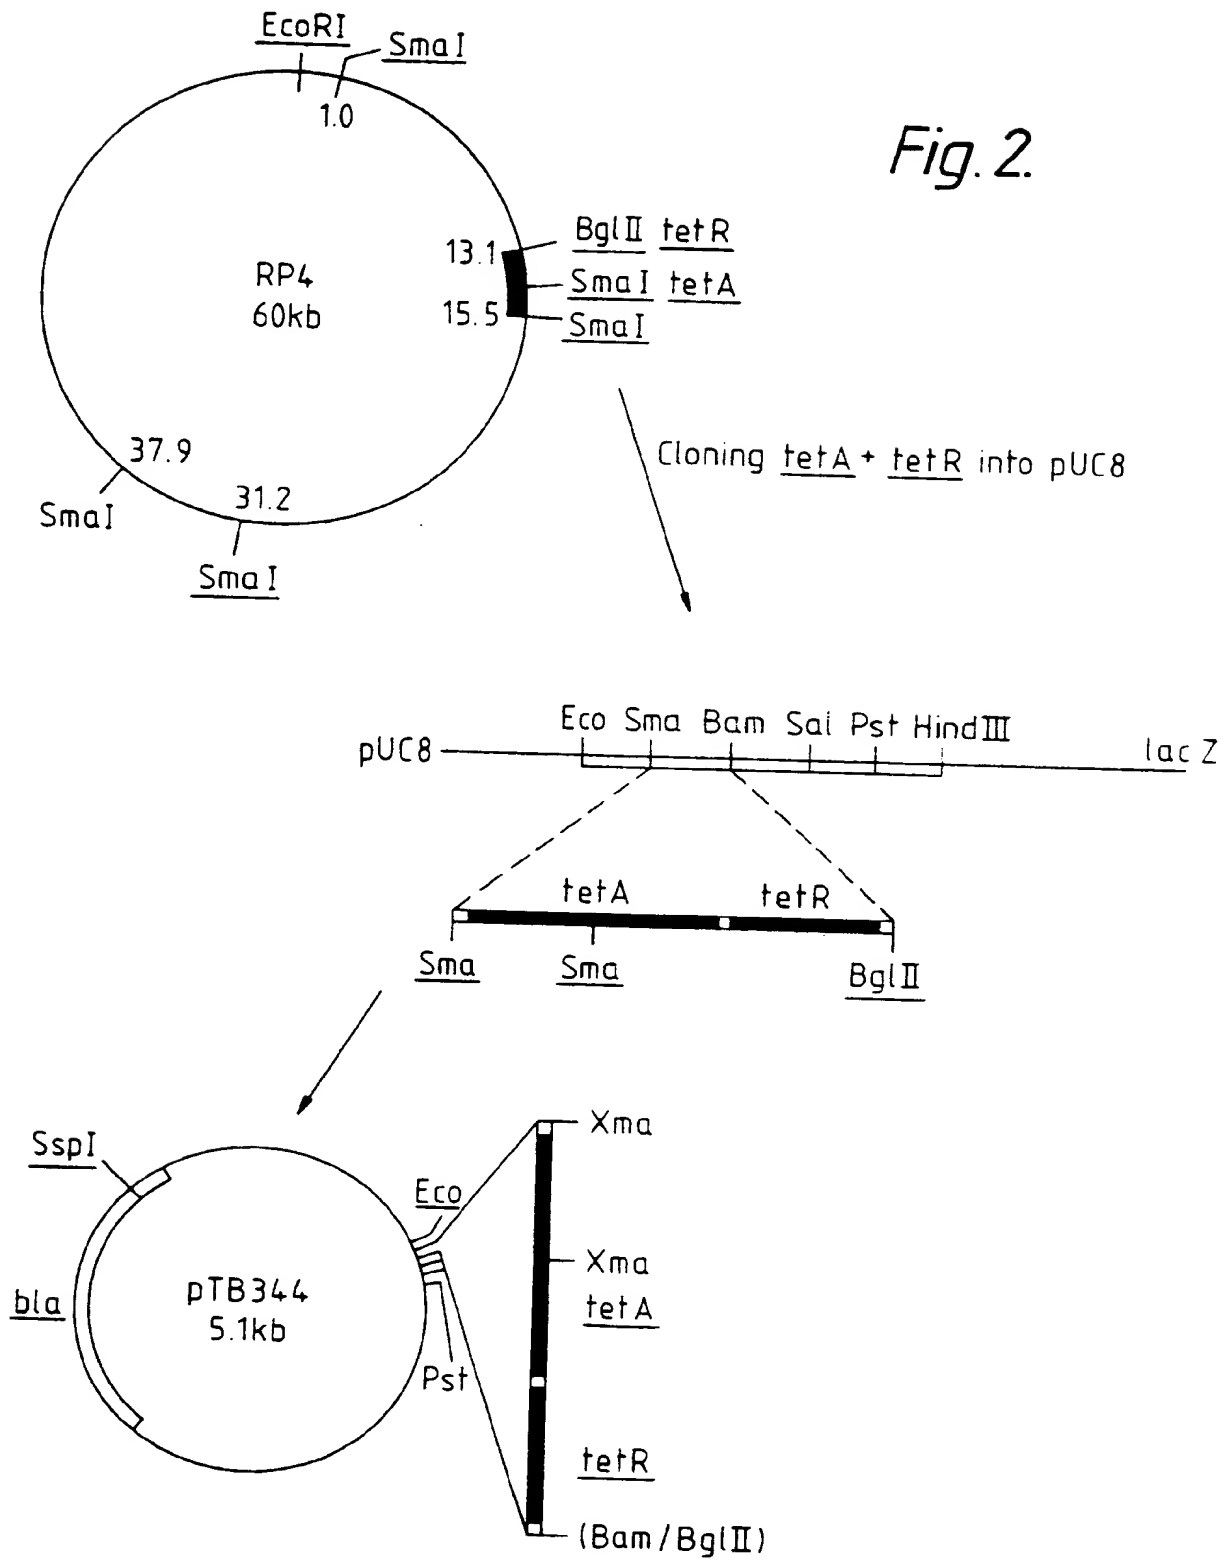 EcoRI
SmaI
1.0
Fig. 2.
13.1
BglII tetR
RP4
60kb
SmaI tetA
15.5
SmaI
37.9
Cloning tetA + tetR into pUC8
31.2
SmaI
SmaI
Eco Sma Bam Sal Pst HindIII
pUC8
lac Z
tetA
tetR
Sma
Sma
BglII
Xma
SspI
Eco
Xma
pTB344
5.1kb
bla
tetA
Pst
tetR
(Bam/BglII)